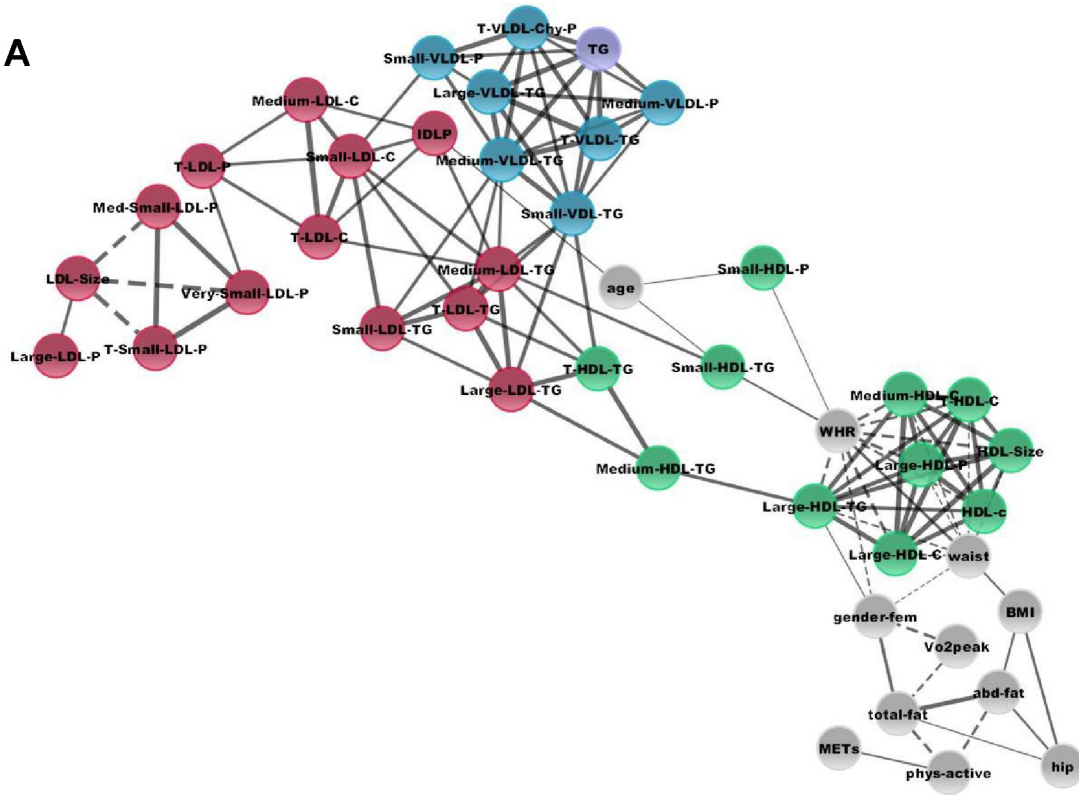 A
T-VLDL-Chy-P
TG
Small-VLDL-P
Large-VLDL-TG
Medium-VLDL-P
Medium-LDL-C
IDLP
T-VLDL-TG
Small-LDL-C
Medium-VLDL-TG
T-LDL-P
Med-Small-LDL-P
Small-VDL-TG
T-LDL-C
Medium-LDL-TG
Small-HDL-P
LDL-Size
Very-Small-LDL-P
age
T-LDL-TG
Small-LDL-TG
Large-LDL-P
T-Small-LDL-P
T-HDL-TG
Small-HDL-TG
Large-LDL-TG
Medium-HDL-C
T-HDL-C
WHR
HDL-Size
Medium-HDL-TG
Large-HDL-P
Large-HDL-TG
HDL-c
Large-HDL-C
waist
gender-fem
BMI
Vo2peak
abd-fat
total-fat
METs
phys-active
hip